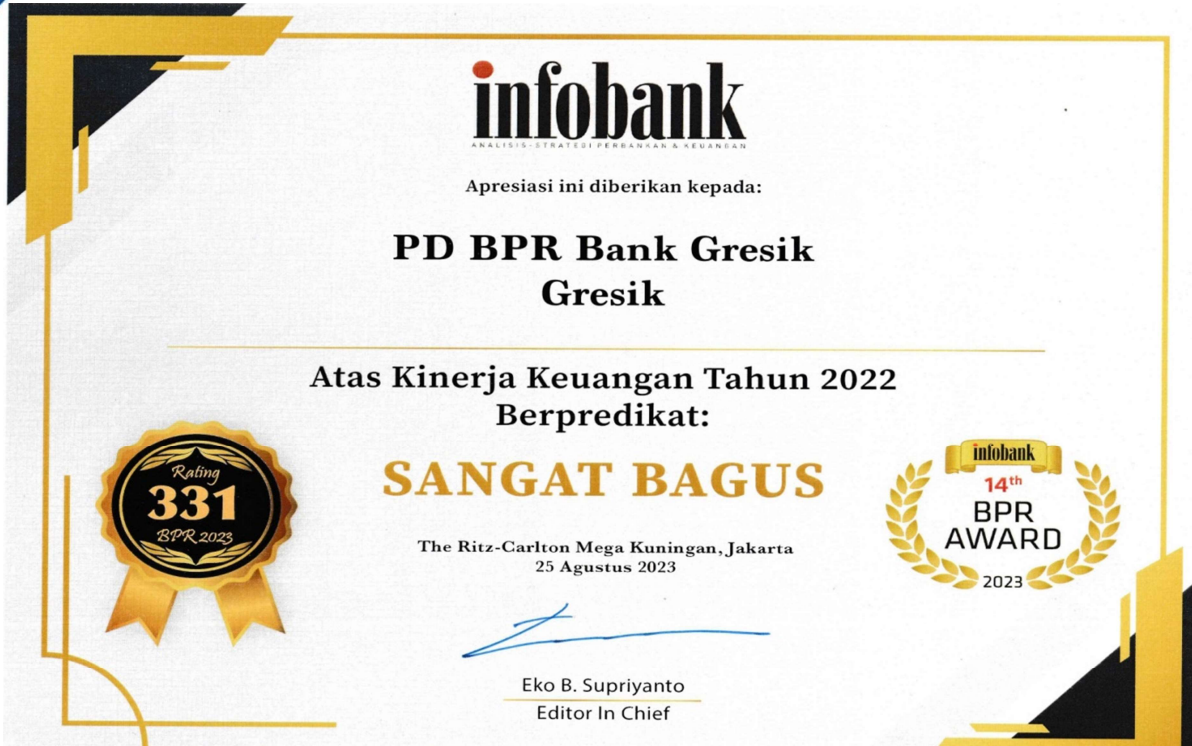 infobank
ANALISIS-STRATEGI PERBANKAN & KEUANGAN
Apresiasi ini diberikan kepada:
PD BPR Bank Gresik
Gresik
Atas Kinerja Keuangan Tahun 2022
Berpredikat:
SANGAT BAGUS
Rating
331
BPR 2023
infobank
14th
BPR
AWARD
2023
The Ritz-Carlton Mega Kuningan, Jakarta
25 Agustus 2023
Eko B. Supriyanto
Editor In Chief